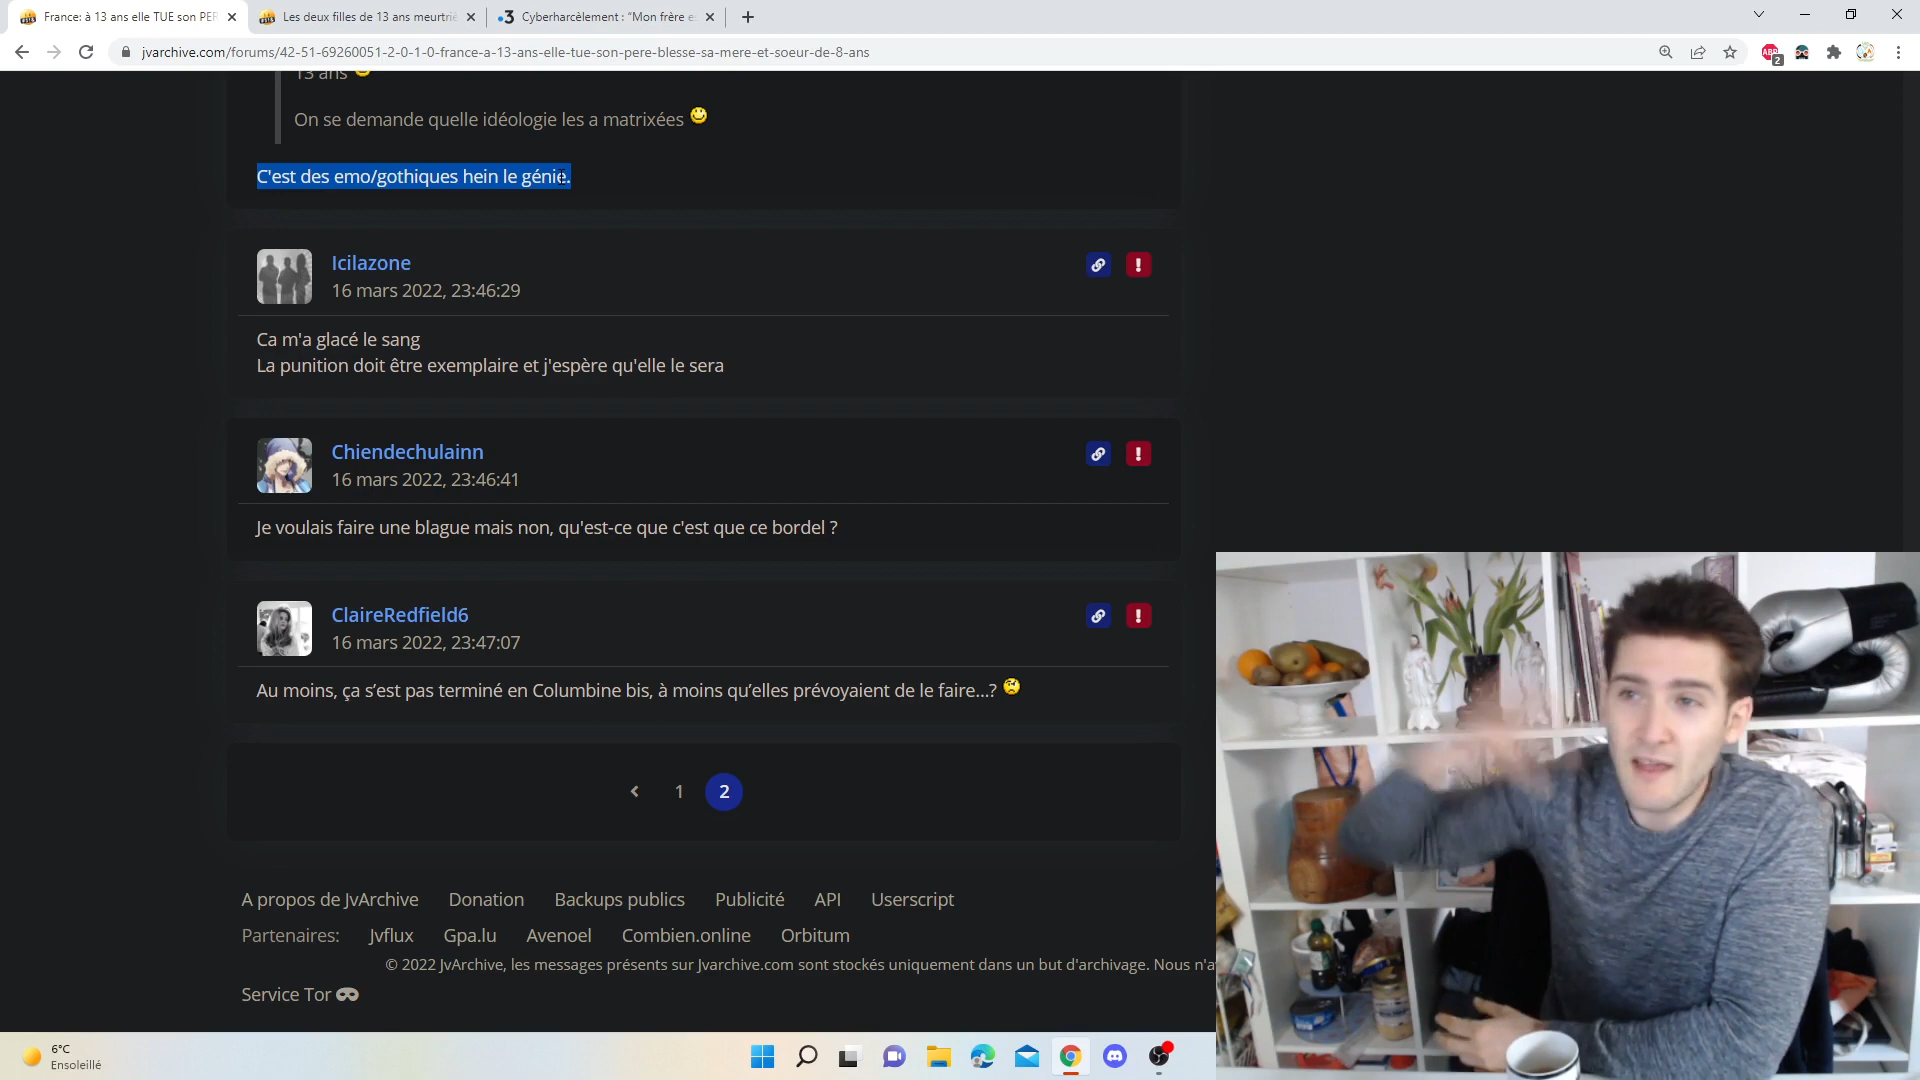 France: à 13 ans elle TUE son PER
Les deux filles de 13 ans meurtriè
Cyberharcèlement : "Mon frère e
jvarchive.com/forums/42-51-69260051-2-0-1-0-france-a-13-ans-elle-tue-son-pere-blesse-sa-mere-et-soeur-de-8-ans
ABP
2
13 ans
On se demande quelle idéologie les a matrixées
C'est des emo/gothiques hein le génie.
Icilazone
16 mars 2022, 23:46:29
Ca m'a glacé le sang
La punition doit être exemplaire et j'espère qu'elle le sera
Chiendechulainn
16 mars 2022, 23:46:41
Je voulais faire une blague mais non, qu'est-ce que c'est que ce bordel ?
ClaireRedfield6
16 mars 2022, 23:47:07
Au moins, ça s’est pas terminé en Columbine bis, à moins qu’elles prévoyaient de le faire...?
1
2
A propos de JvArchive Donation Backups publics Publicité API Userscript
Partenaires: Jvflux Gpa.lu Avenoel Combien.online Orbitum
© 2022 JvArchive, les messages présents sur Jvarchive.com sont stockés uniquement dans un but d'archivage. Nous n'a
Service Tor
6°C
Ensoleillé